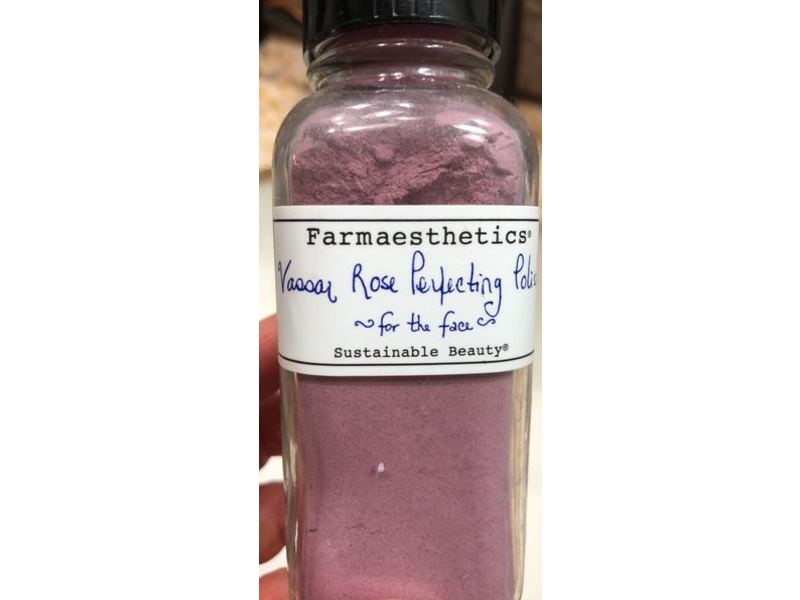 Farmaesthetics®
Vassar Rose Perfecting Polis
~ for the face ~
Sustainable Beauty®